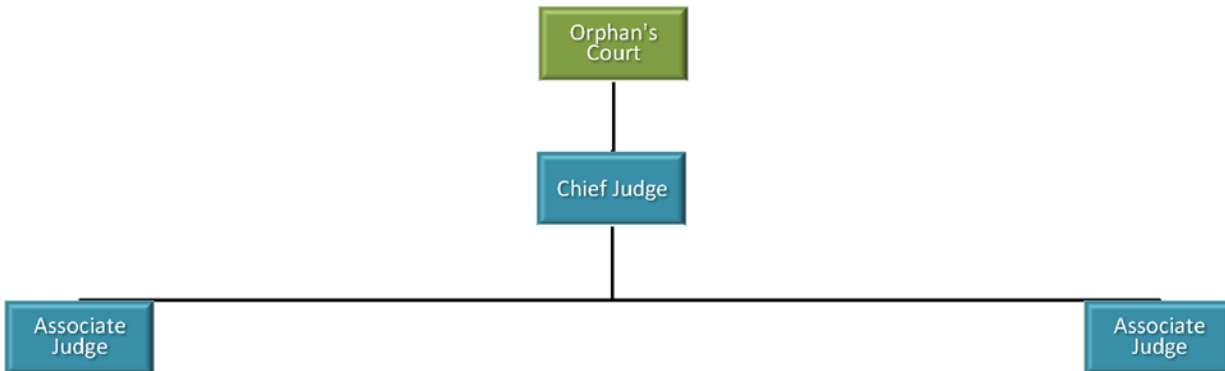 Orphan's
Court
Chief Judge
Associate
Judge
Associate
Judge